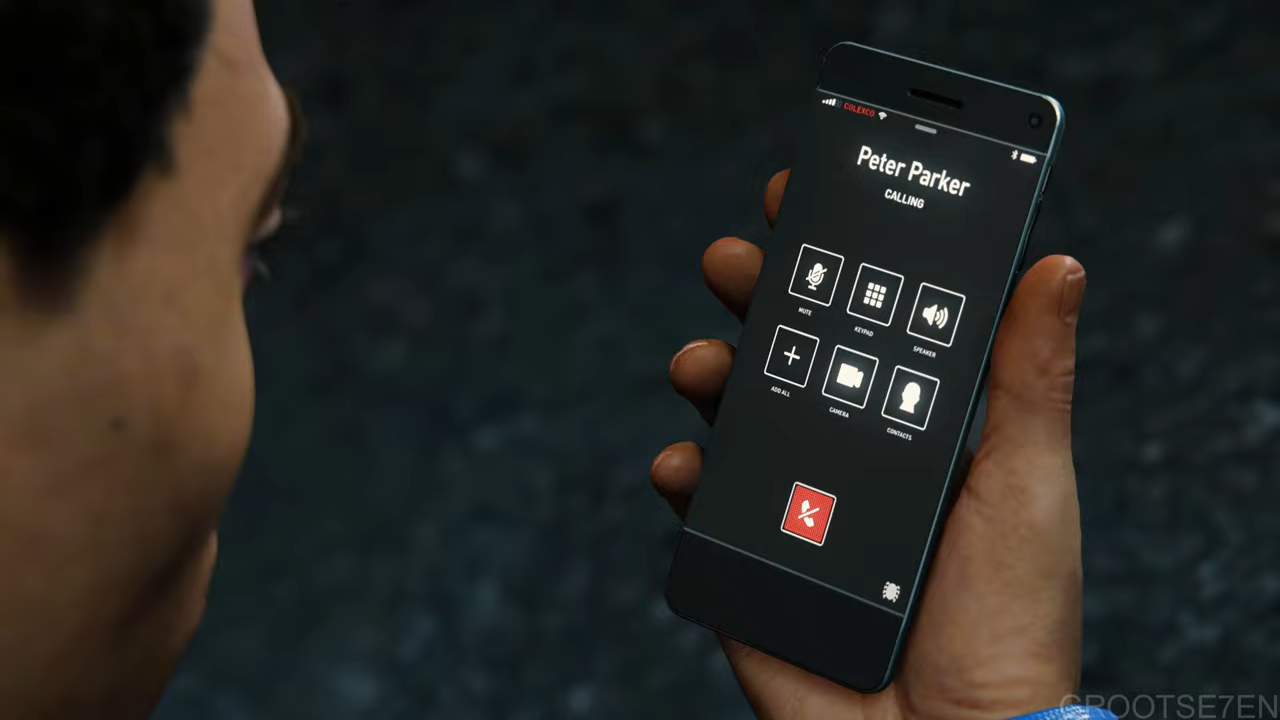 COLEXCO
Peter Parker
CALLING
MUTE
KEYPAD
SPEAKER
ADD ALL
CAMERA
CONTACTS
GROOTSE7EN